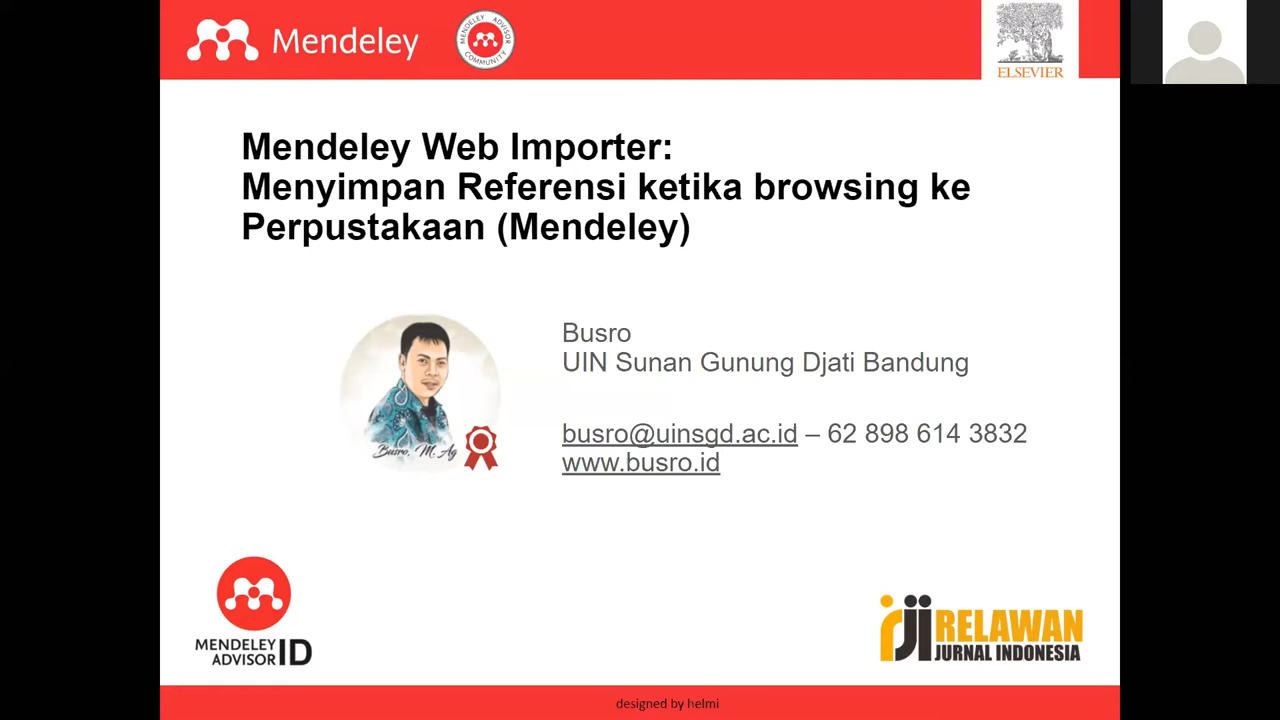 Mendeley
MENDELEY ADVISOR
COMMUNITY
ELSEVIER
Mendeley Web Importer:
Menyimpan Referensi ketika browsing ke
Perpustakaan (Mendeley)
Busro
UIN Sunan Gunung Djati Bandung
Busro, M. Ag
busro@uinsgd.ac.id – 62 898 614 3832
www.busro.id
MENDELEY
ADVISOR ID
rji RELAWAN
JURNAL INDONESIA
designed by helmi